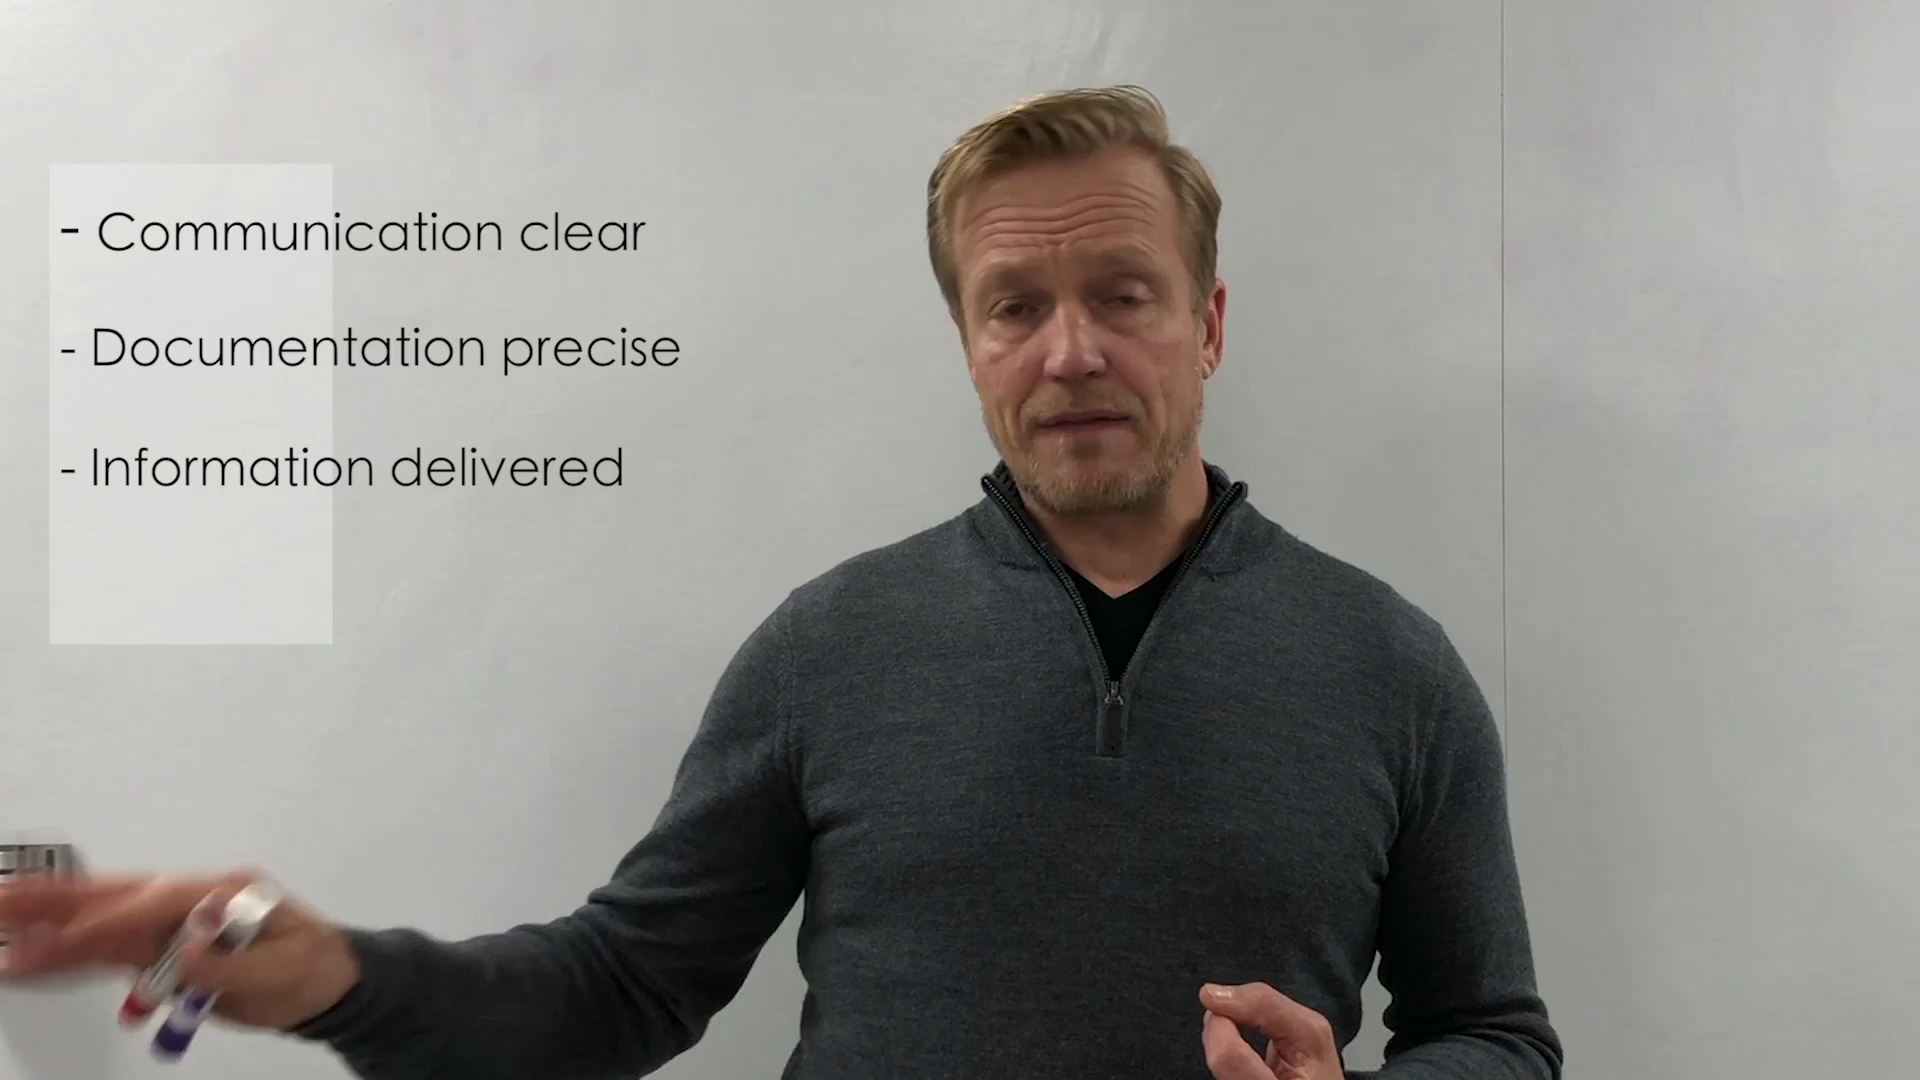 - Communication clear
- Documentation precise
- Information delivered